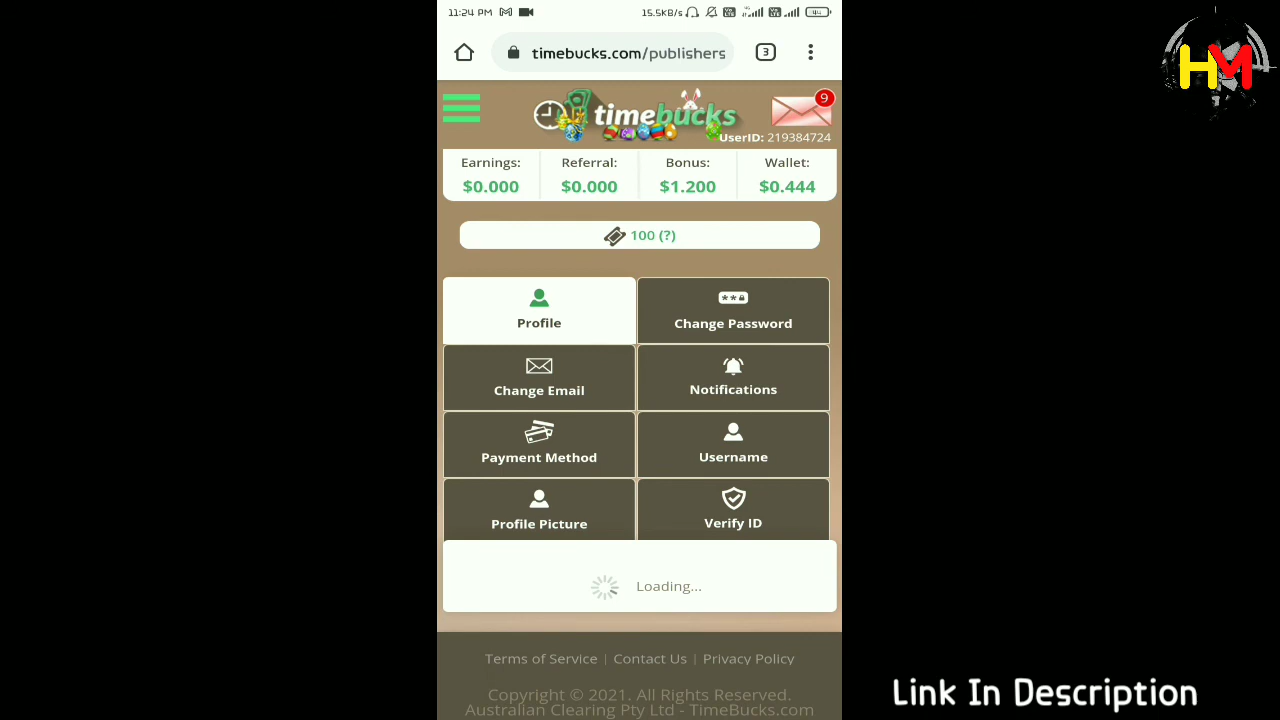 11:24 PM
15.5KB/s
HM
timebucks.com/publishers
3
timebucks
9
UserID: 219384724
Earnings: Referral: Bonus: Wallet:
$0.000 $0.000 $1.200 $0.444
100 (?)
Profile
Change Password
Change Email
Notifications
Payment Method
Username
Profile Picture
Verify ID
Loading...
Terms of Service | Contact Us | Privacy Policy
Copyright © 2021. All Rights Reserved.
Australian Clearing Pty Ltd - TimeBucks.com
Link In Description